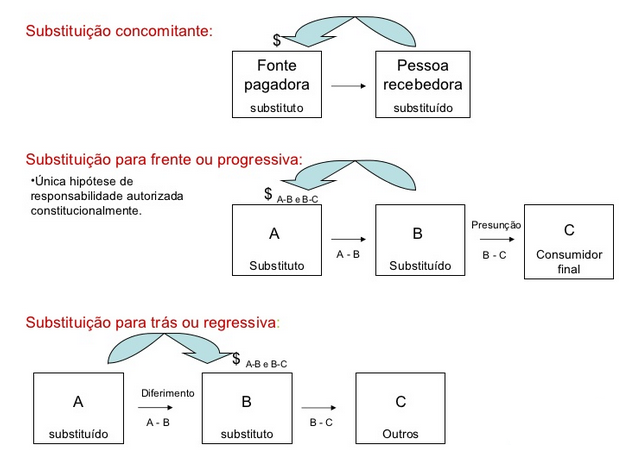 Substituição concomitante:
$
Fonte
pagadora
substituto
Pessoa
recebedora
substituído
Substituição para frente ou progressiva:
•Única hipótese de
responsabilidade autorizada
constitucionalmente.
$ A-B e B-C
A
Substituto
A - B
B
Substituído
Presunção
B - C
C
Consumidor
final
Substituição para trás ou regressiva:
$ A-B e B-C
A
substituído
Diferimento
A - B
B
substituto
B - C
C
Outros